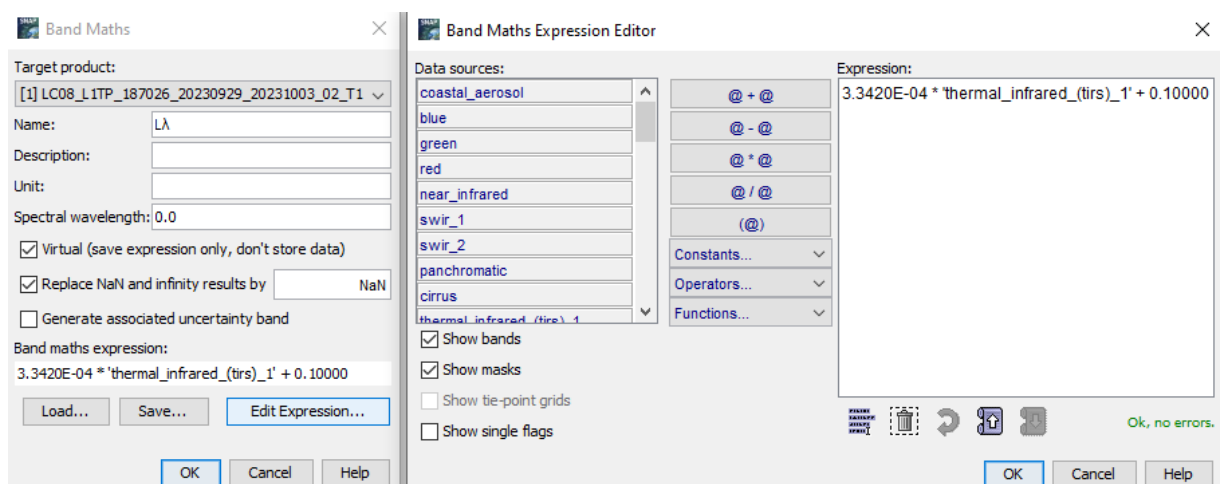 Band Maths
Target product:
[1] LC08_L1TP_187026_20230929_20231003_02_T1
Name: Lλ
Description:
Unit:
Spectral wavelength: 0.0
Virtual (save expression only, don't store data)
Replace NaN and infinity results by NaN
Generate associated uncertainty band
Band maths expression:
3.3420E-04 * 'thermal_infrared_(tirs)_1' + 0.10000
Load... Save... Edit Expression...
OK Cancel Help
Band Maths Expression Editor
Data sources:
coastal_aerosol
blue
green
red
near_infrared
swir_1
swir_2
panchromatic
cirrus
thermal_infrared_(tirs)_1
Show bands
Show masks
Show tie-point grids
Show single flags
@ + @
@ - @
@ * @
@ / @
(@)
Constants...
Operators...
Functions...
Expression:
3.3420E-04 * 'thermal_infrared_(tirs)_1' + 0.10000
Ok, no errors.
OK Cancel Help